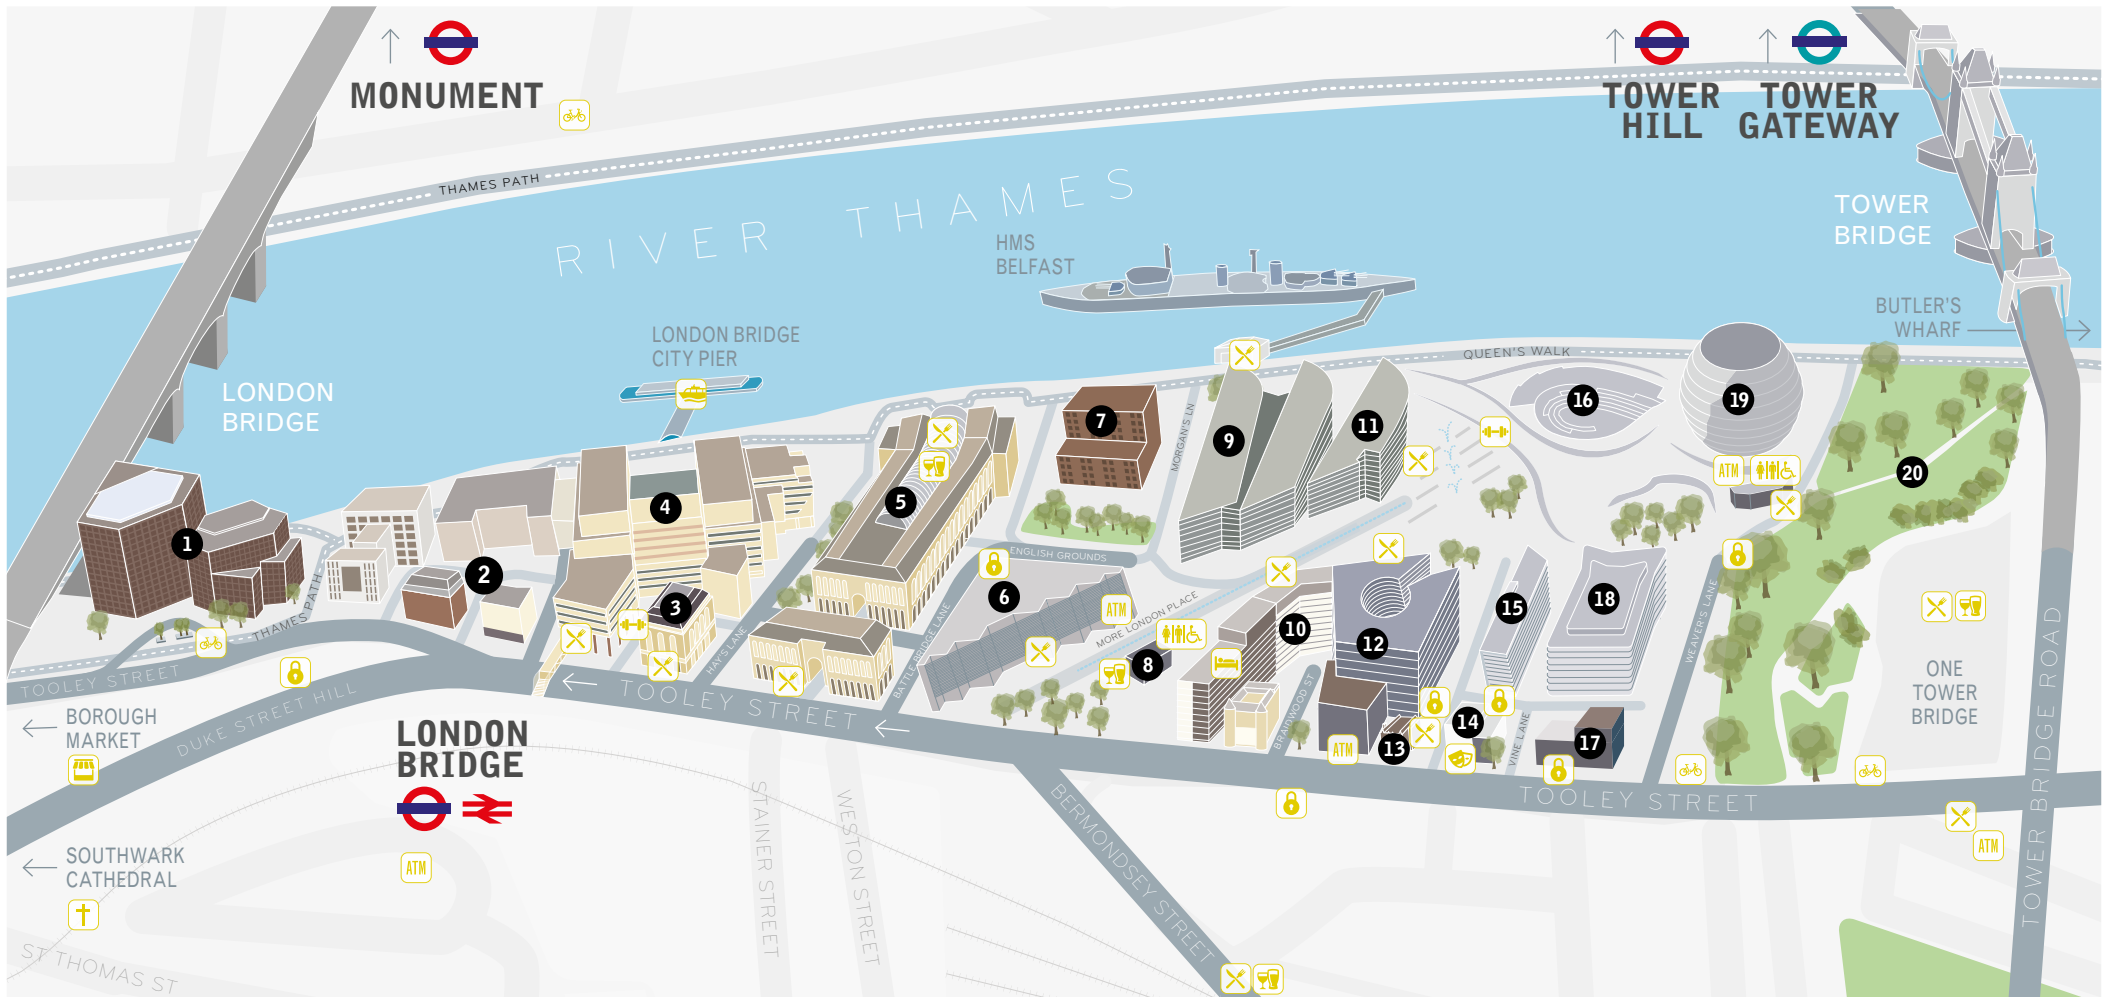 MONUMENT
TOWER
HILL
TOWER
GATEWAY
THAMES PATH
RIVER THAMES
HMS
BELFAST
TOWER
BRIDGE
BUTLER'S
WHARF
LONDON BRIDGE
CITY PIER
LONDON
BRIDGE
QUEEN'S WALK
MORGAN'S LN
1
2
3
4
5
6
7
8
9
10
11
12
13
14
15
16
17
18
19
20
ATM
ENGLISH GROUNDS
ATM
THAMES PATH
MORE LONDON PLACE
HAY'S LANE
BATTLE BRIDGE LANE
WEAVER'S LANE
BRAIDWOOD ST
VINE LANE
ATM
TOOLEY STREET
DUKE STREET HILL
TOOLEY STREET
TOOLEY STREET
ONE
TOWER
BRIDGE
TOWER BRIDGE ROAD
BOROUGH
MARKET
LONDON
BRIDGE
ATM
SOUTHWARK
CATHEDRAL
ST THOMAS ST
STAINER STREET
WESTON STREET
BERMONDSEY STREET
ATM